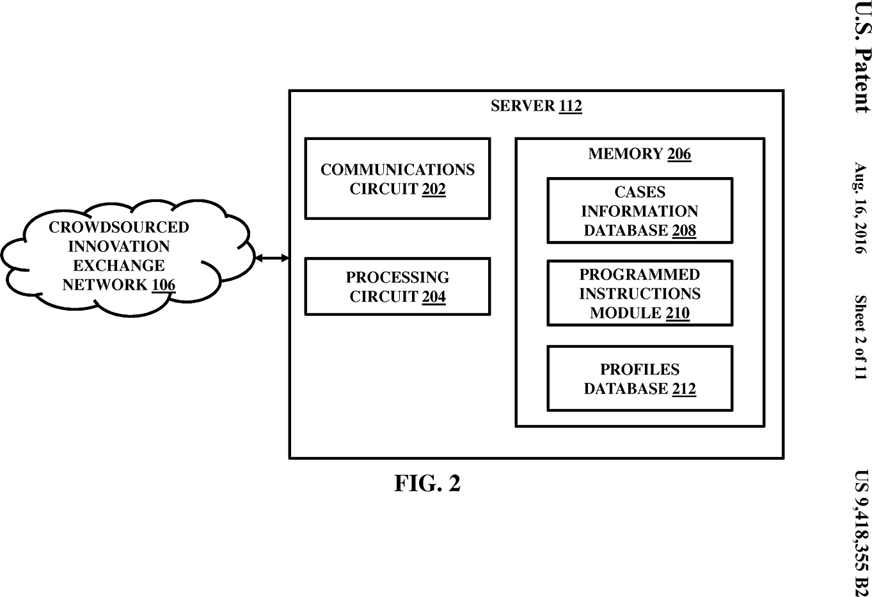 U.S. Patent
Aug. 16, 2016
Sheet 2 of 11
US 9,418,355 B2
SERVER 112
COMMUNICATIONS
CIRCUIT 202
PROCESSING
CIRCUIT 204
MEMORY 206
CASES
INFORMATION
DATABASE 208
PROGRAMMED
INSTRUCTIONS
MODULE 210
PROFILES
DATABASE 212
CROWDSOURCED
INNOVATION
EXCHANGE
NETWORK 106
FIG. 2